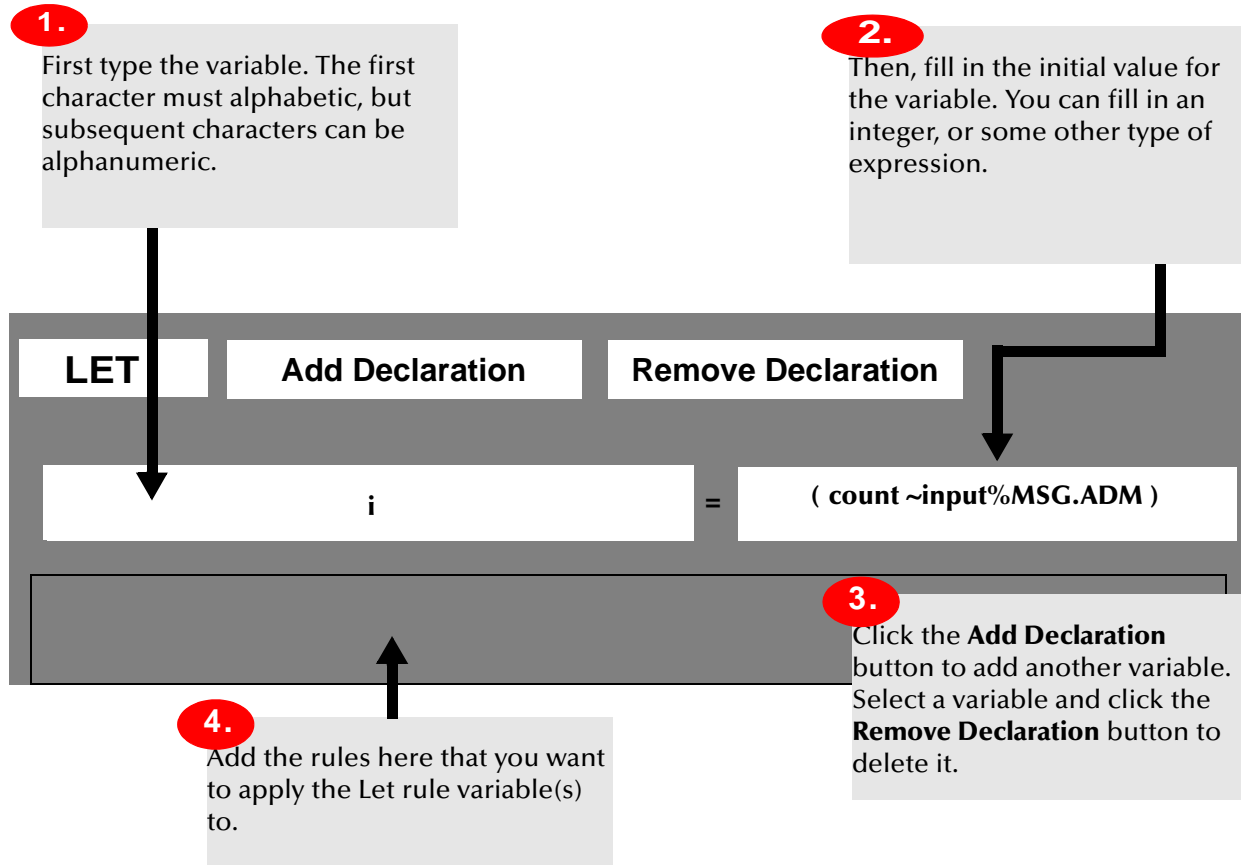 1.
First type the variable. The first
character must alphabetic, but
subsequent characters can be
alphanumeric.
2.
Then, fill in the initial value for
the variable. You can fill in an
integer, or some other type of
expression.
LET
Add Declaration
Remove Declaration
i
=
( count ~input%MSG.ADM )
3.
Click the Add Declaration
button to add another variable.
Select a variable and click the
Remove Declaration button to
delete it.
4.
Add the rules here that you want
to apply the Let rule variable(s)
to.